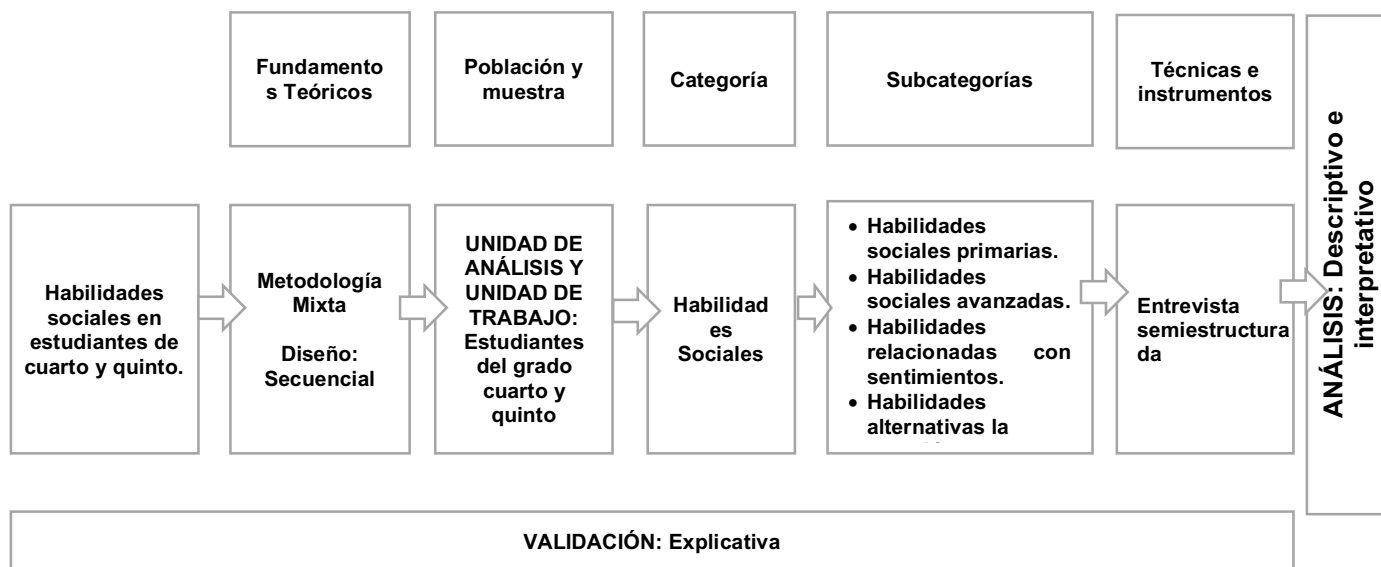 Fundamento
s Teóricos
Población y
muestra
Categoría
Subcategorías
Técnicas e
instrumentos
Habilidades
sociales en
estudiantes de
cuarto y quinto.
Metodología
Mixta
Diseño:
Secuencial
UNIDAD DE
ANÁLISIS Y
UNIDAD DE
TRABAJO:
Estudiantes
del grado
cuarto y
quinto
Habilidad
es
Sociales
• Habilidades
sociales primarias.
• Habilidades
sociales avanzadas.
• Habilidades
relacionadas con
sentimientos.
• Habilidades
alternativas la
Entrevista
semiestructura
da
ANÁLISIS: Descriptivo e
interpretativo
VALIDACIÓN: Explicativa